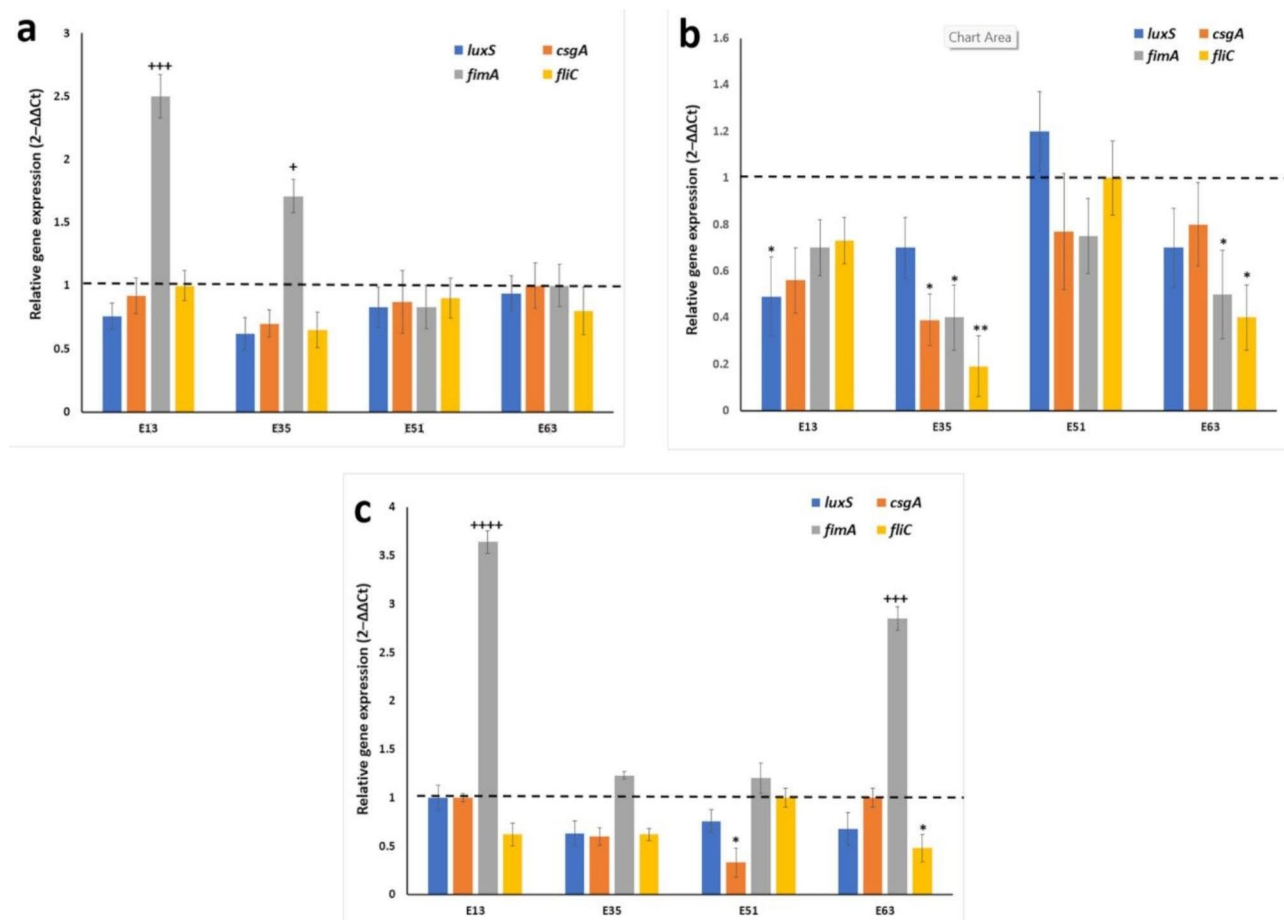 a
Relative gene expression (2–ΔΔCt)
3
2.5
2
1.5
1
0.5
0
luxS
csgA
fimA
fliC
+++
+
E13
E35
E51
E63
b
Chart Area
Relative gene expression (2–ΔΔCt)
1.6
1.4
1.2
1
0.8
0.6
0.4
0.2
0
luxS
csgA
fimA
fliC
*
*
*
**
*
*
E13
E35
E51
E63
c
Relative gene expression (2–ΔΔCt)
4
3.5
3
2.5
2
1.5
1
0.5
0
luxS
csgA
fimA
fliC
++++
+++
*
*
E13
E35
E51
E63